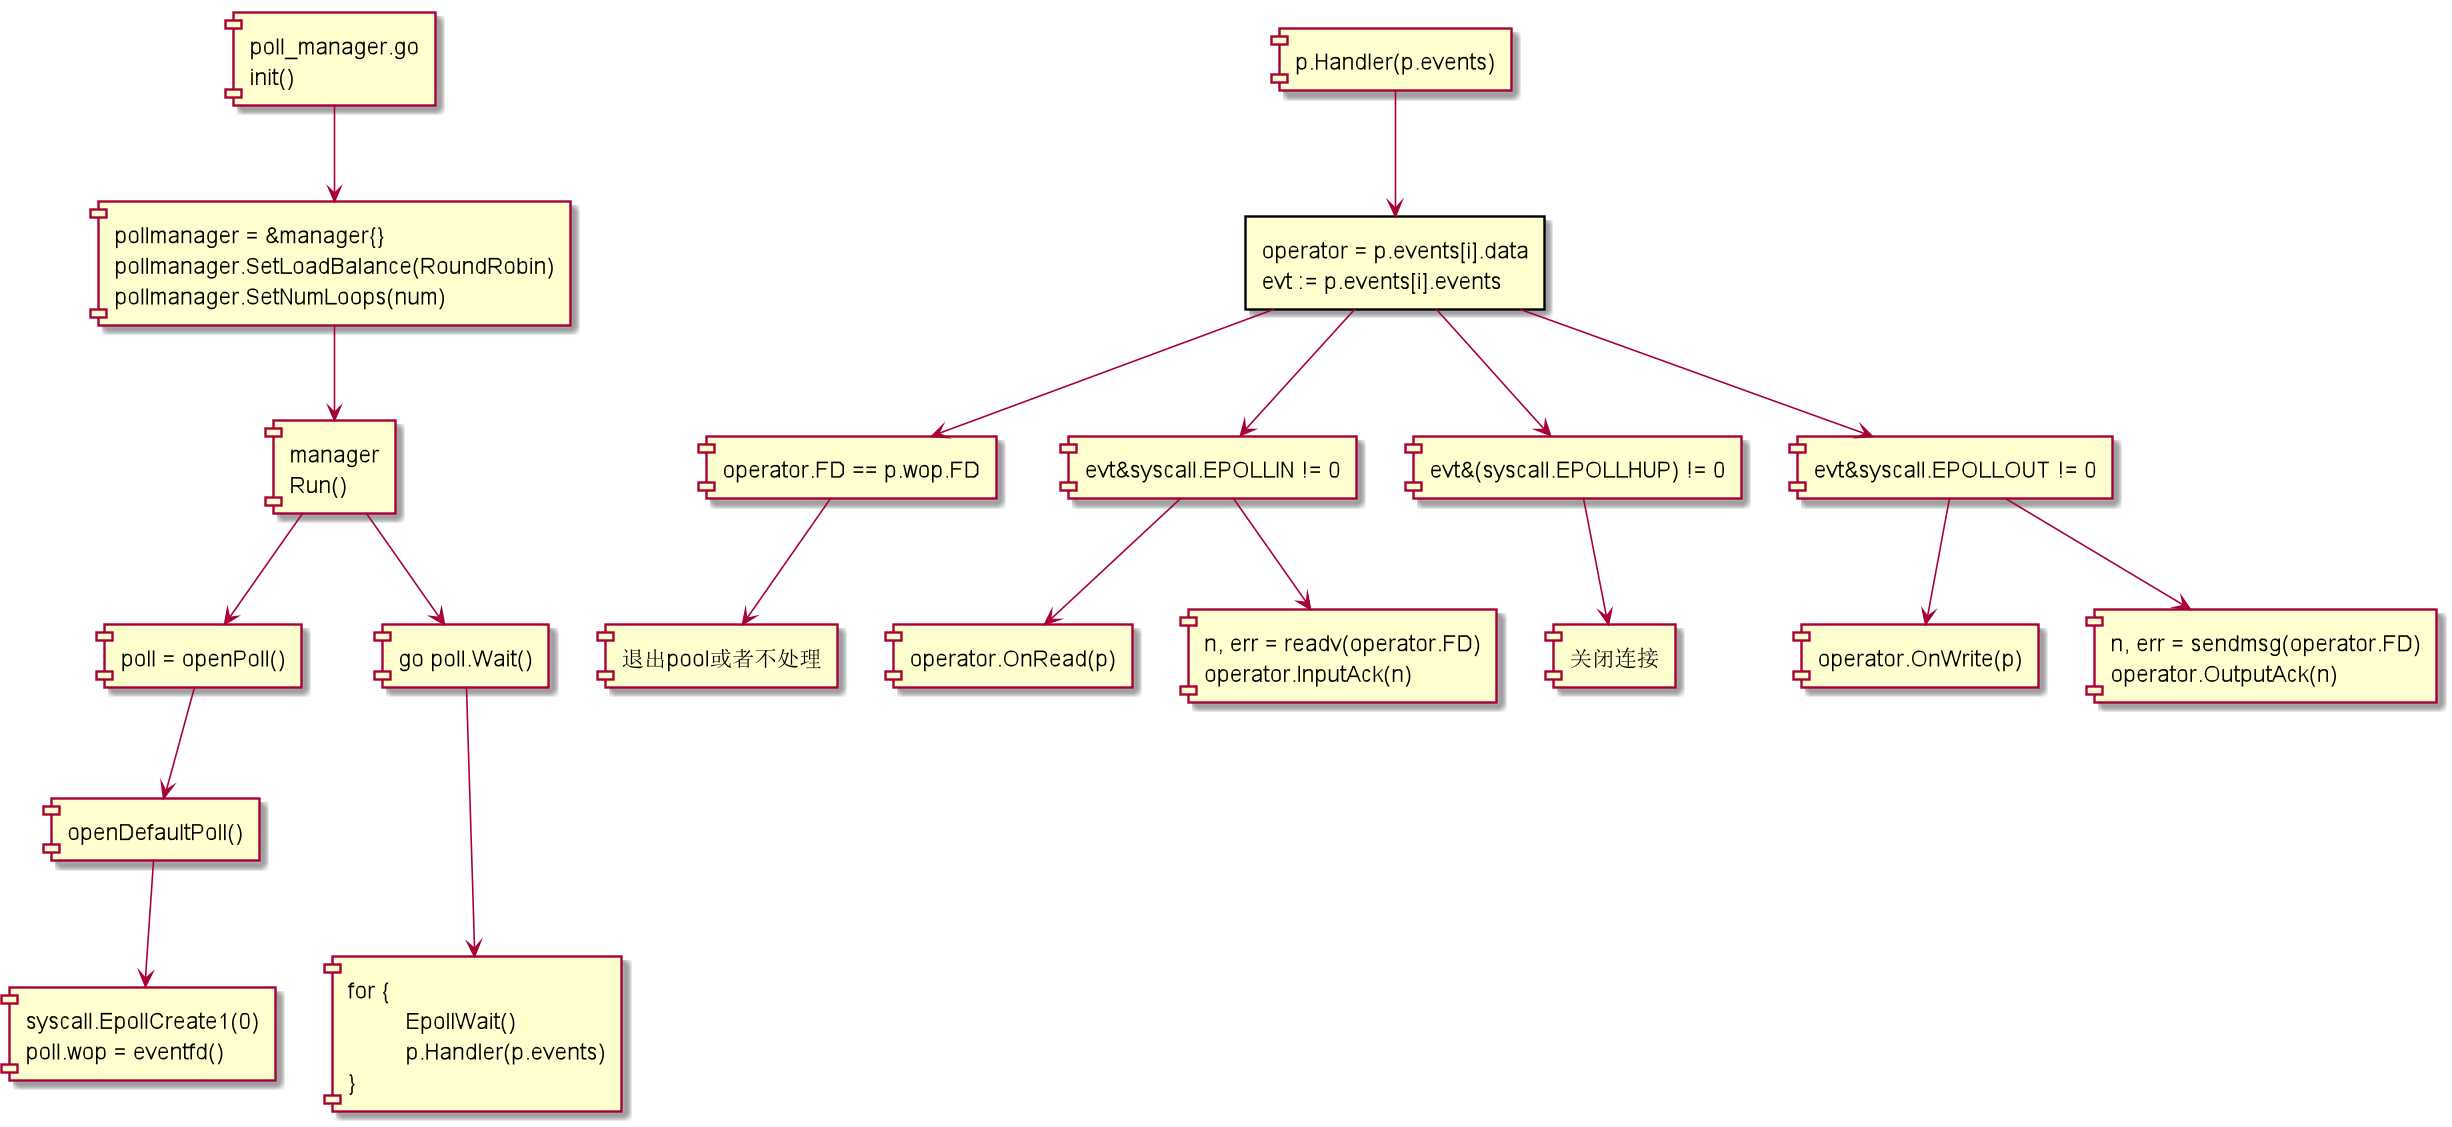 poll_manager.go
init()
pollmanager = &manager{}
pollmanager.SetLoadBalance(RoundRobin)
pollmanager.SetNumLoops(num)
manager
Run()
poll = openPoll()
go poll.Wait()
openDefaultPoll()
syscall.EpollCreate1(0)
poll.wop = eventfd()
for {
EpollWait()
p.Handler(p.events)
}
p.Handler(p.events)
operator = p.events[i].data
evt := p.events[i].events
operator.FD == p.wop.FD
evt&syscall.EPOLLIN != 0
evt&(syscall.EPOLLHUP) != 0
evt&syscall.EPOLLOUT != 0
退出pool或者不处理
operator.OnRead(p)
n, err = readv(operator.FD)
operator.InputAck(n)
关闭连接
operator.OnWrite(p)
n, err = sendmsg(operator.FD)
operator.OutputAck(n)